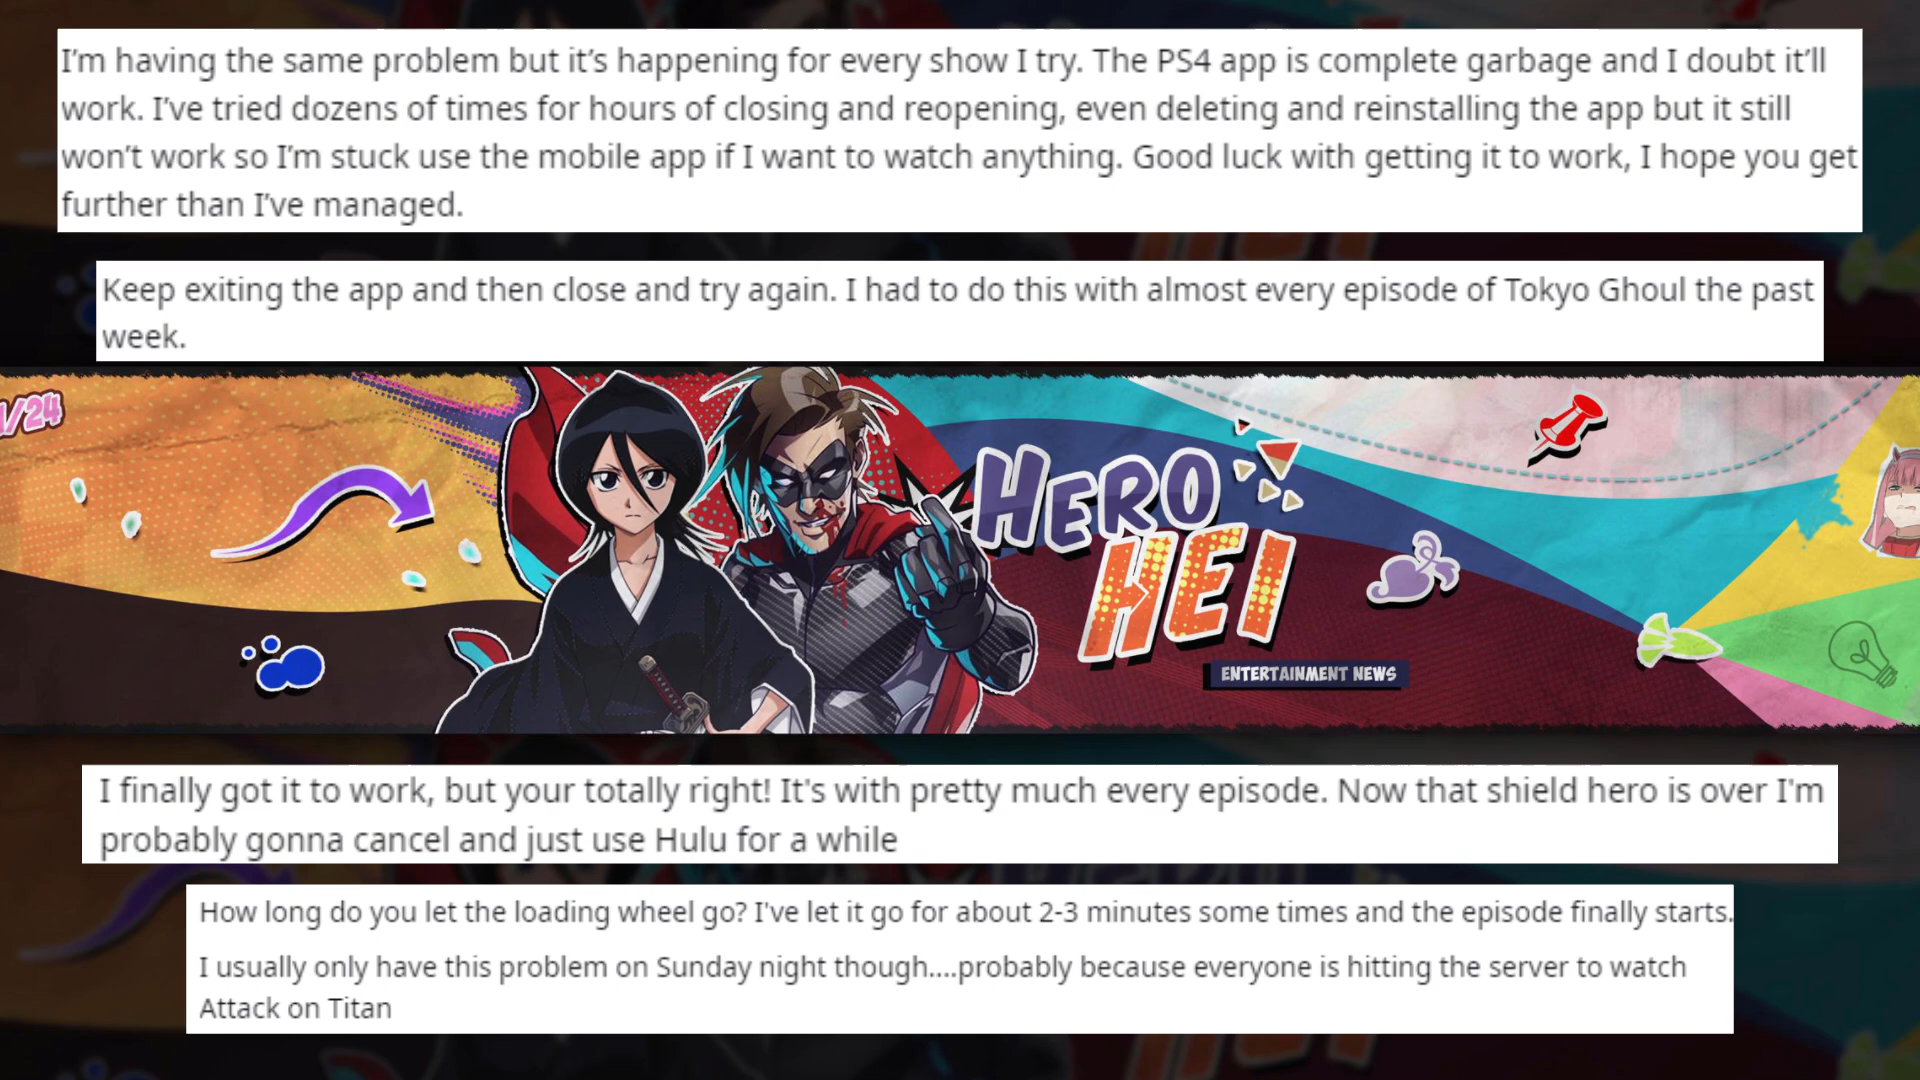 I’m having the same problem but it’s happening for every show I try. The PS4 app is complete garbage and I doubt it’ll
work. I’ve tried dozens of times for hours of closing and reopening, even deleting and reinstalling the app but it still
won’t work so I’m stuck use the mobile app if I want to watch anything. Good luck with getting it to work, I hope you get
further than I’ve managed.
Keep exiting the app and then close and try again. I had to do this with almost every episode of Tokyo Ghoul the past
week.
/24
HERO
HEI
ENTERTAINMENT NEWS
I finally got it to work, but your totally right! It's with pretty much every episode. Now that shield hero is over I'm
probably gonna cancel and just use Hulu for a while
How long do you let the loading wheel go? I've let it go for about 2-3 minutes some times and the episode finally starts.
I usually only have this problem on Sunday night though....probably because everyone is hitting the server to watch
Attack on Titan